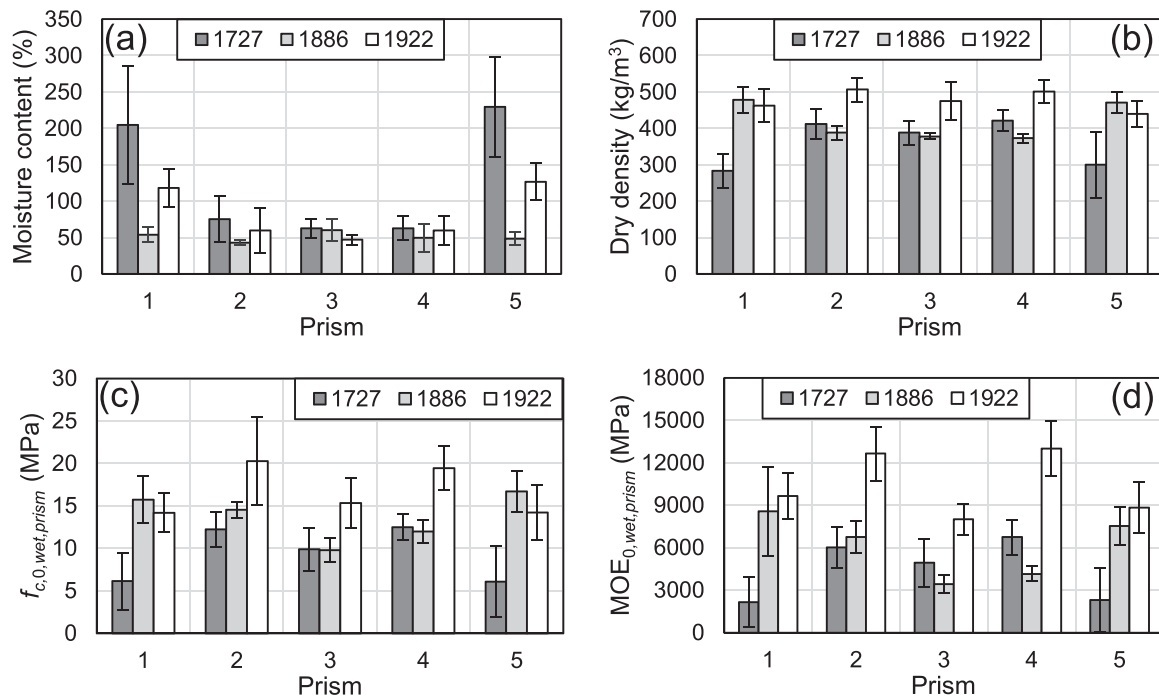 (a)
1727 1886 1922
Moisture content (%)
350
300
250
200
150
100
50
0
1 2 3 4 5
Prism
(b)
1727 1886 1922
Dry density (kg/m³)
700
600
500
400
300
200
100
0
1 2 3 4 5
Prism
(c)
1727 1886 1922
fc,0,wet,prism (MPa)
30
25
20
15
10
5
0
1 2 3 4 5
Prism
(d)
1727 1886 1922
MOE0,wet,prism (MPa)
18000
15000
12000
9000
6000
3000
0
1 2 3 4 5
Prism